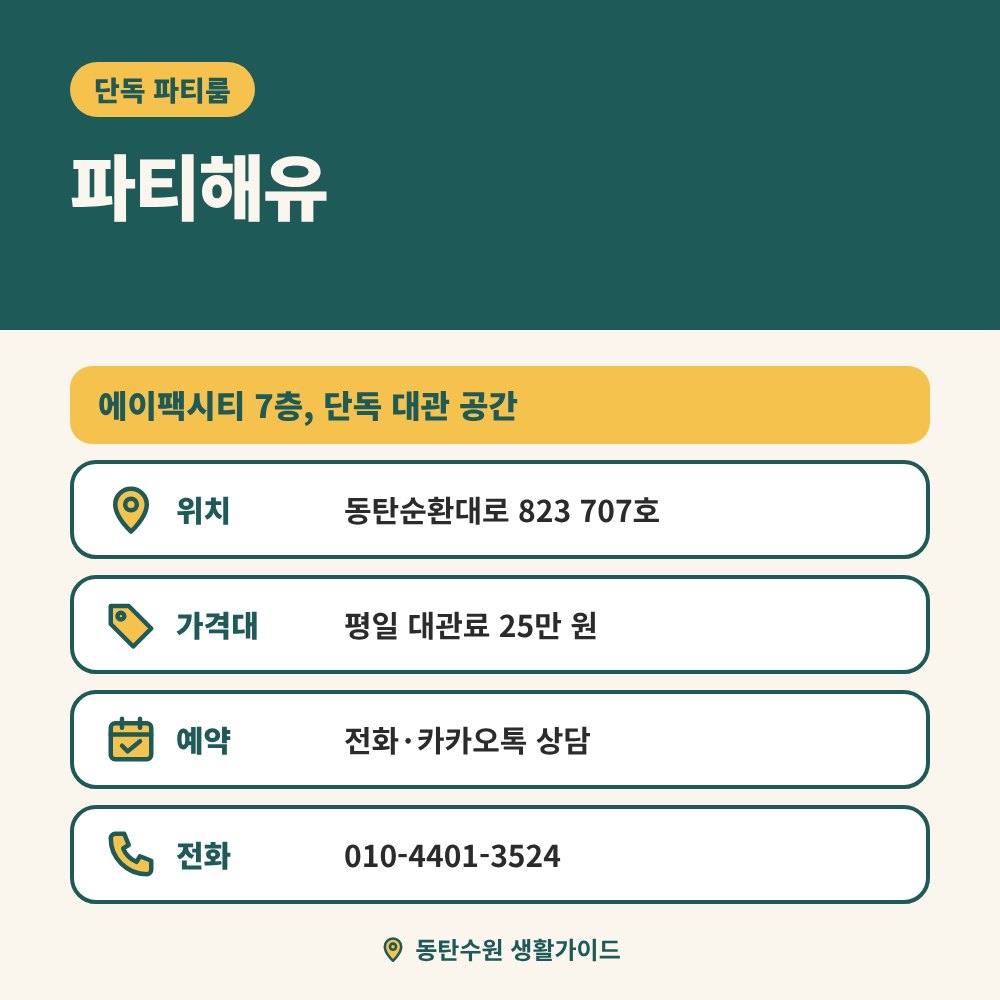 단독 파티룸
파티해유
에이팩시티 7층, 단독 대관 공간
위치 동탄순환대로 823 707호
가격대 평일 대관료 25만 원
예약 전화·카카오톡 상담
전화 010-4401-3524
동탄수원 생활가이드